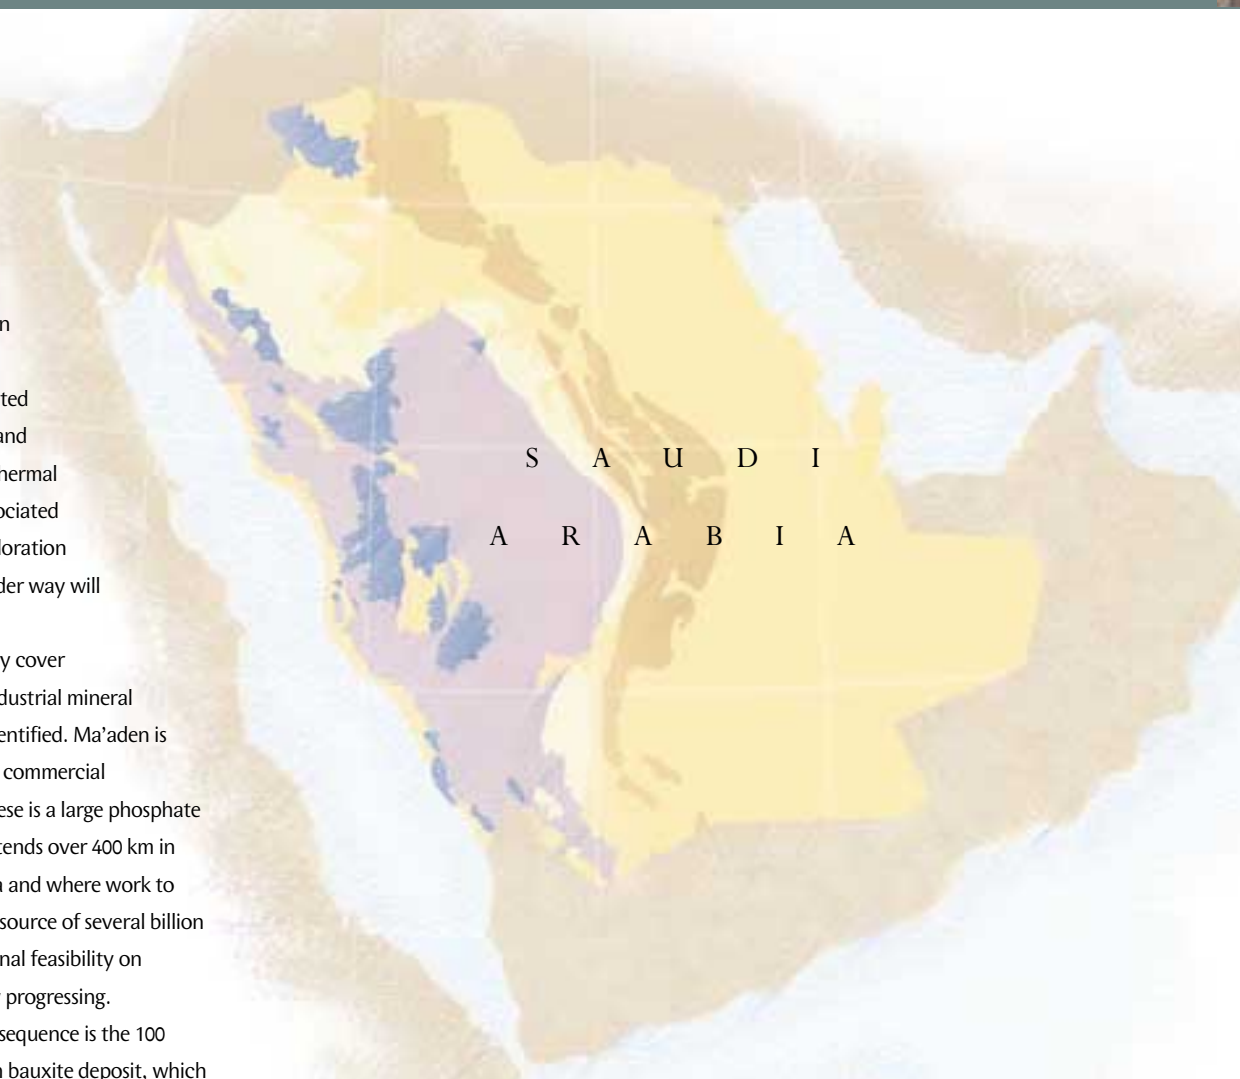 n
ted
and
hermal
ociated
loration
der way will
y cover
dustrial mineral
entified. Ma’aden is
commercial
ese is a large phosphate
tends over 400 km in
a and where work to
source of several billion
nal feasibility on
progressing.
sequence is the 100
n bauxite deposit, which
S A U D I
A R A B I A